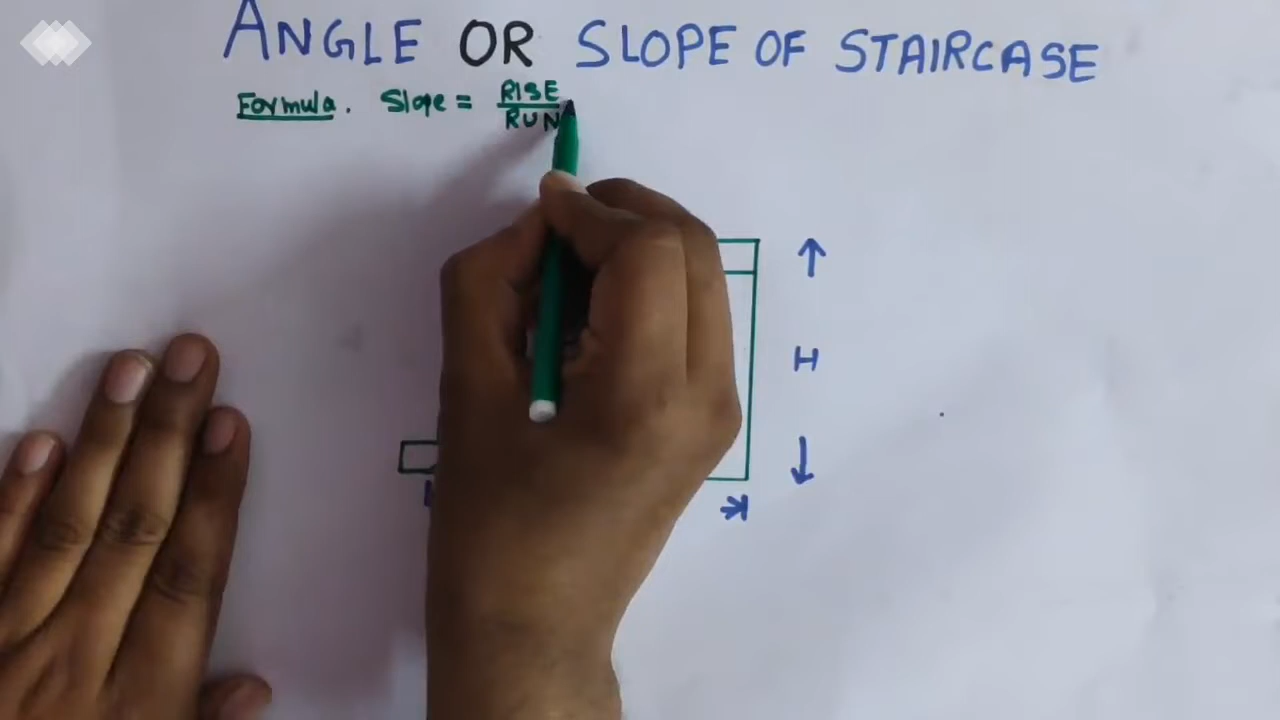 ANGLE OR SLOPE OF STAIRCASE
Formula. Slope = RISE
RUN
H